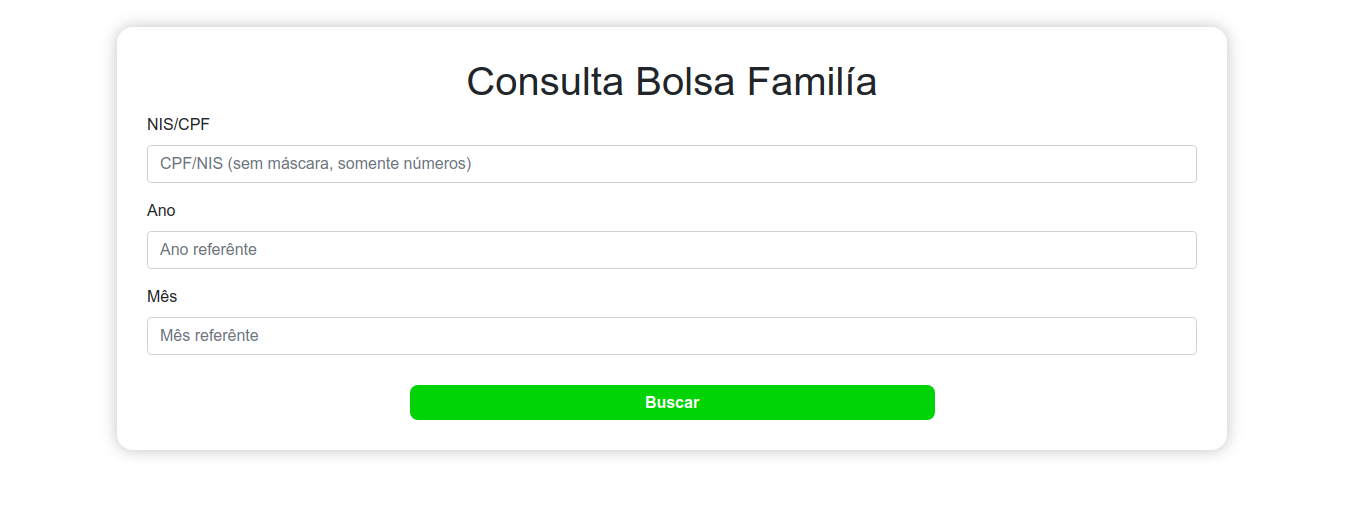 Consulta Bolsa Familía
NIS/CPF
CPF/NIS (sem máscara, somente números)
Ano
Ano referênte
Mês
Mês referênte
Buscar